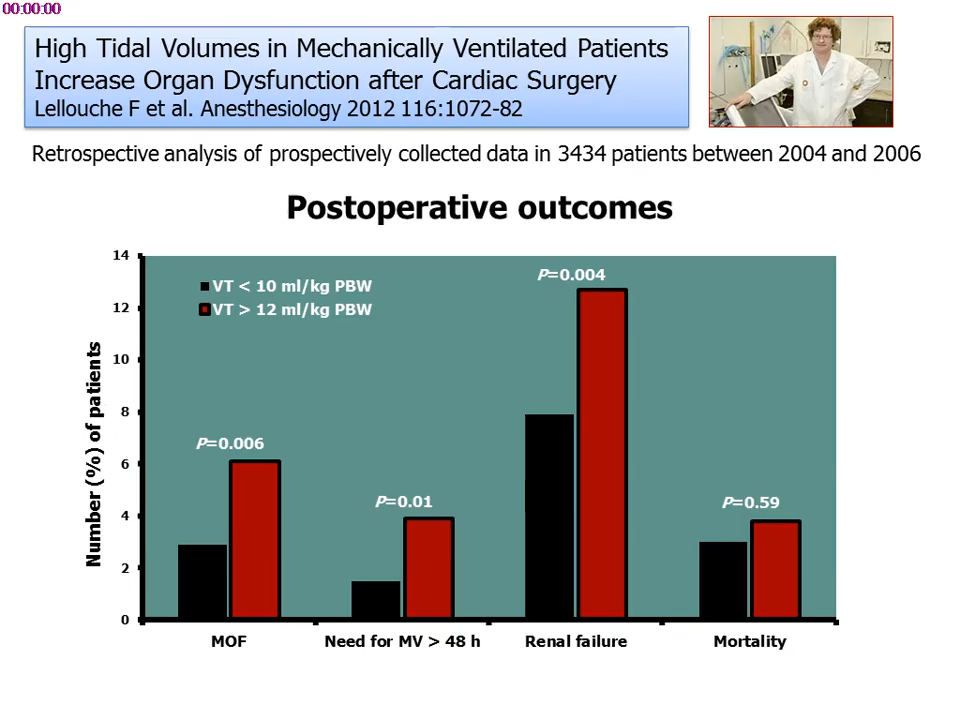 00:00:00
High Tidal Volumes in Mechanically Ventilated Patients
Increase Organ Dysfunction after Cardiac Surgery
Lellouche F et al. Anesthesiology 2012 116:1072-82
Retrospective analysis of prospectively collected data in 3434 patients between 2004 and 2006
Postoperative outcomes
Number (%) of patients
14
12
10
8
6
4
2
0
VT < 10 ml/kg PBW
VT > 12 ml/kg PBW
P=0.006
P=0.01
P=0.004
P=0.59
MOF
Need for MV > 48 h
Renal failure
Mortality